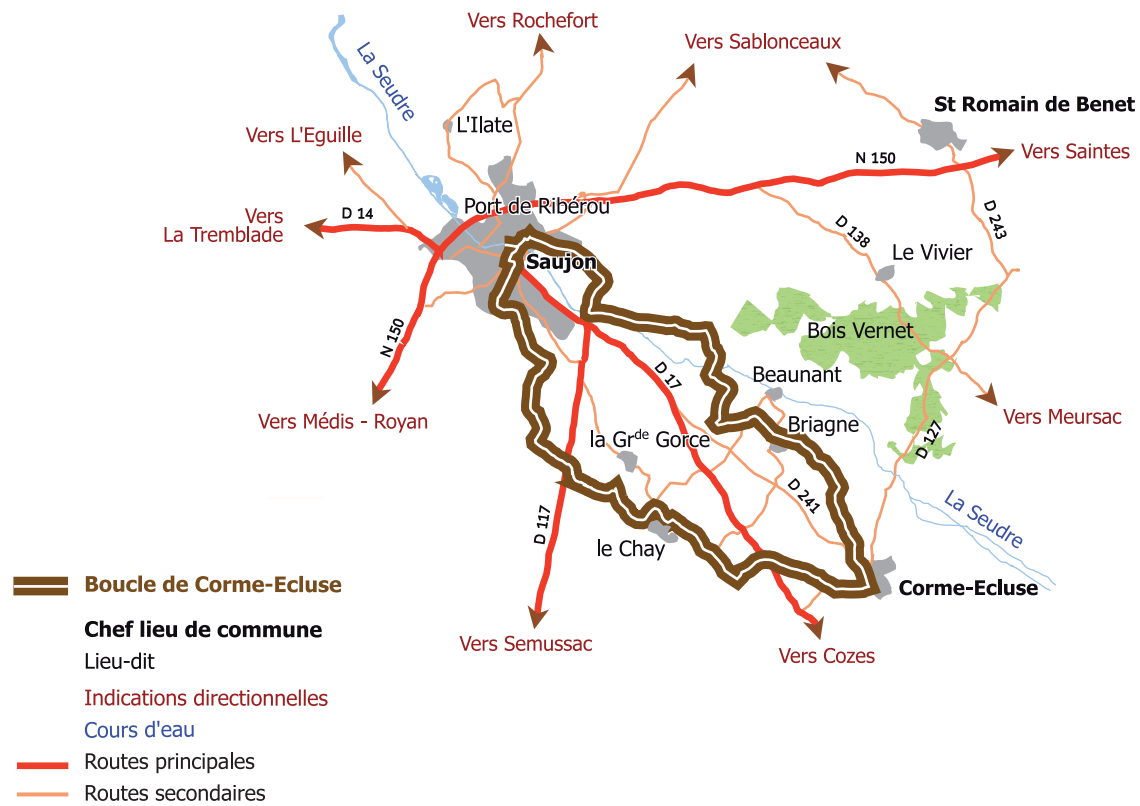 Vers Rochefort
Vers Sablonceaux
La Seudre
St Romain de Benet
L'Ilate
Vers L'Eguille
N 150
Vers Saintes
Port de Ribérou
Vers
La Tremblade
D 14
D 243
D 138
Le Vivier
Saujon
N 150
Bois Vernet
D 17
Beaunant
Vers Médis - Royan
Vers Meursac
Briagne
la Grde Gorce
D 127
D 241
La Seudre
D 117
le Chay
Corme-Ecluse
Vers Semussac
Vers Cozes
Boucle de Corme-Ecluse
Chef lieu de commune
Lieu-dit
Indications directionnelles
Cours d'eau
Routes principales
Routes secondaires